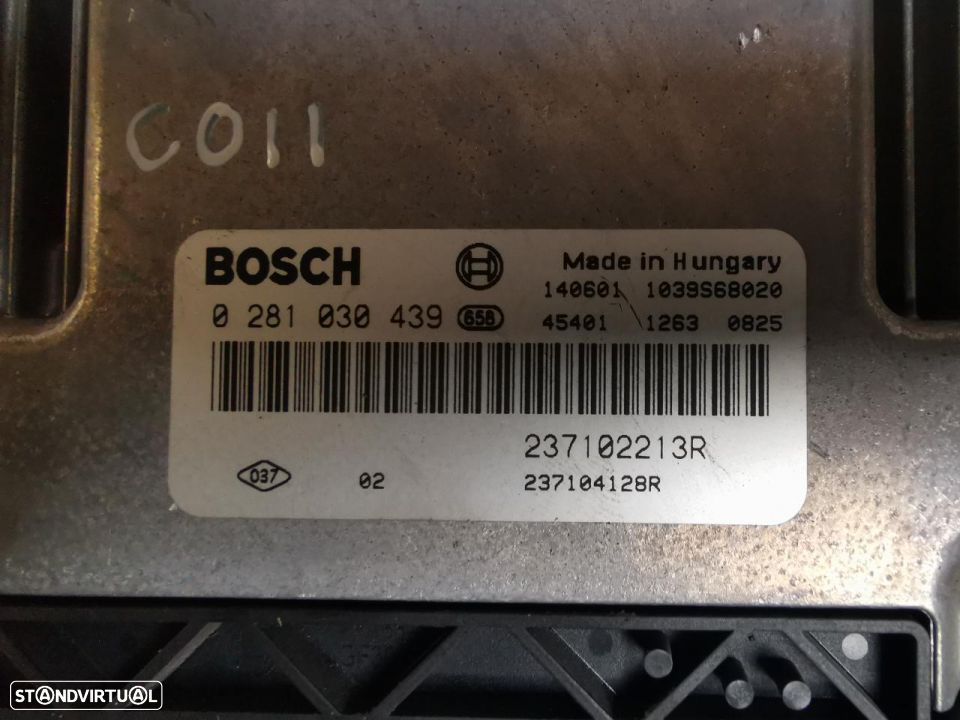 C011
BOSCH
Made in Hungary
140601 1039S68020
0 281 030 439 658
45401 1263 0825
237102213R
037 02 237104128R
STANDVIRTUAL